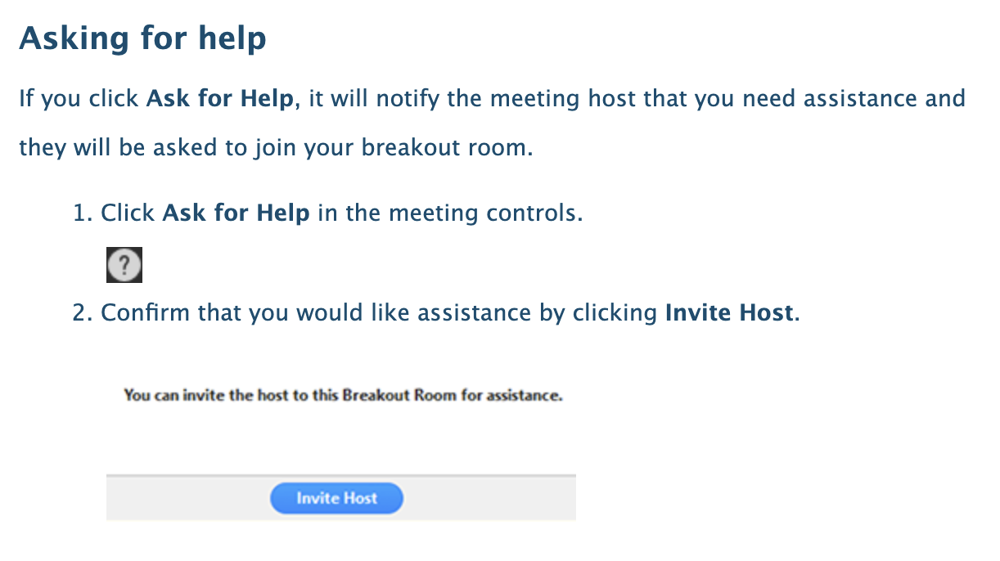 Asking for help
If you click Ask for Help, it will notify the meeting host that you need assistance and
they will be asked to join your breakout room.
1. Click Ask for Help in the meeting controls.
?
2. Confirm that you would like assistance by clicking Invite Host.
You can invite the host to this Breakout Room for assistance.
Invite Host